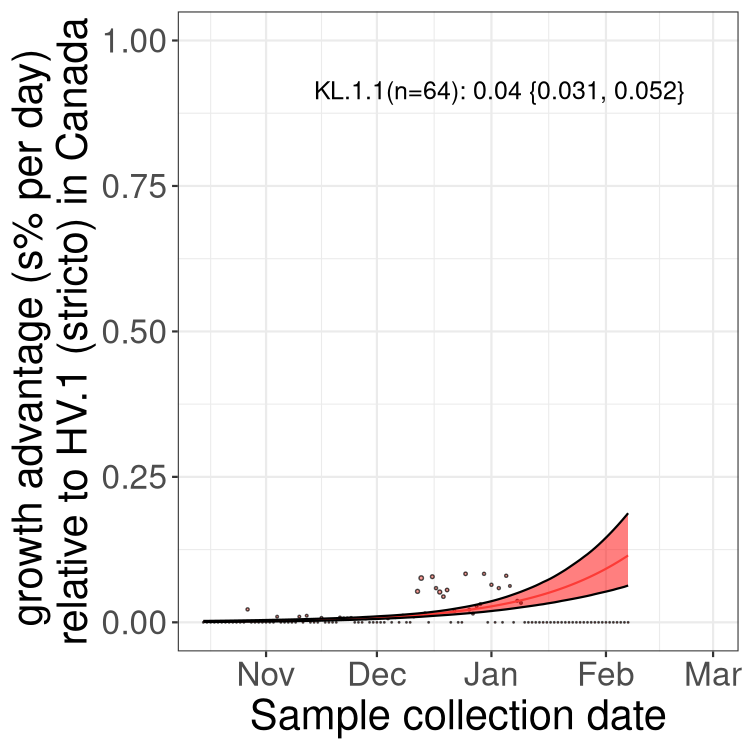 growth advantage (s% per day)
relative to HV.1 (stricto) in Canada
1.00
KL.1.1(n=64): 0.04 {0.031, 0.052}
0.75
0.50
0.25
0.00
Nov Dec Jan Feb Mar
Sample collection date